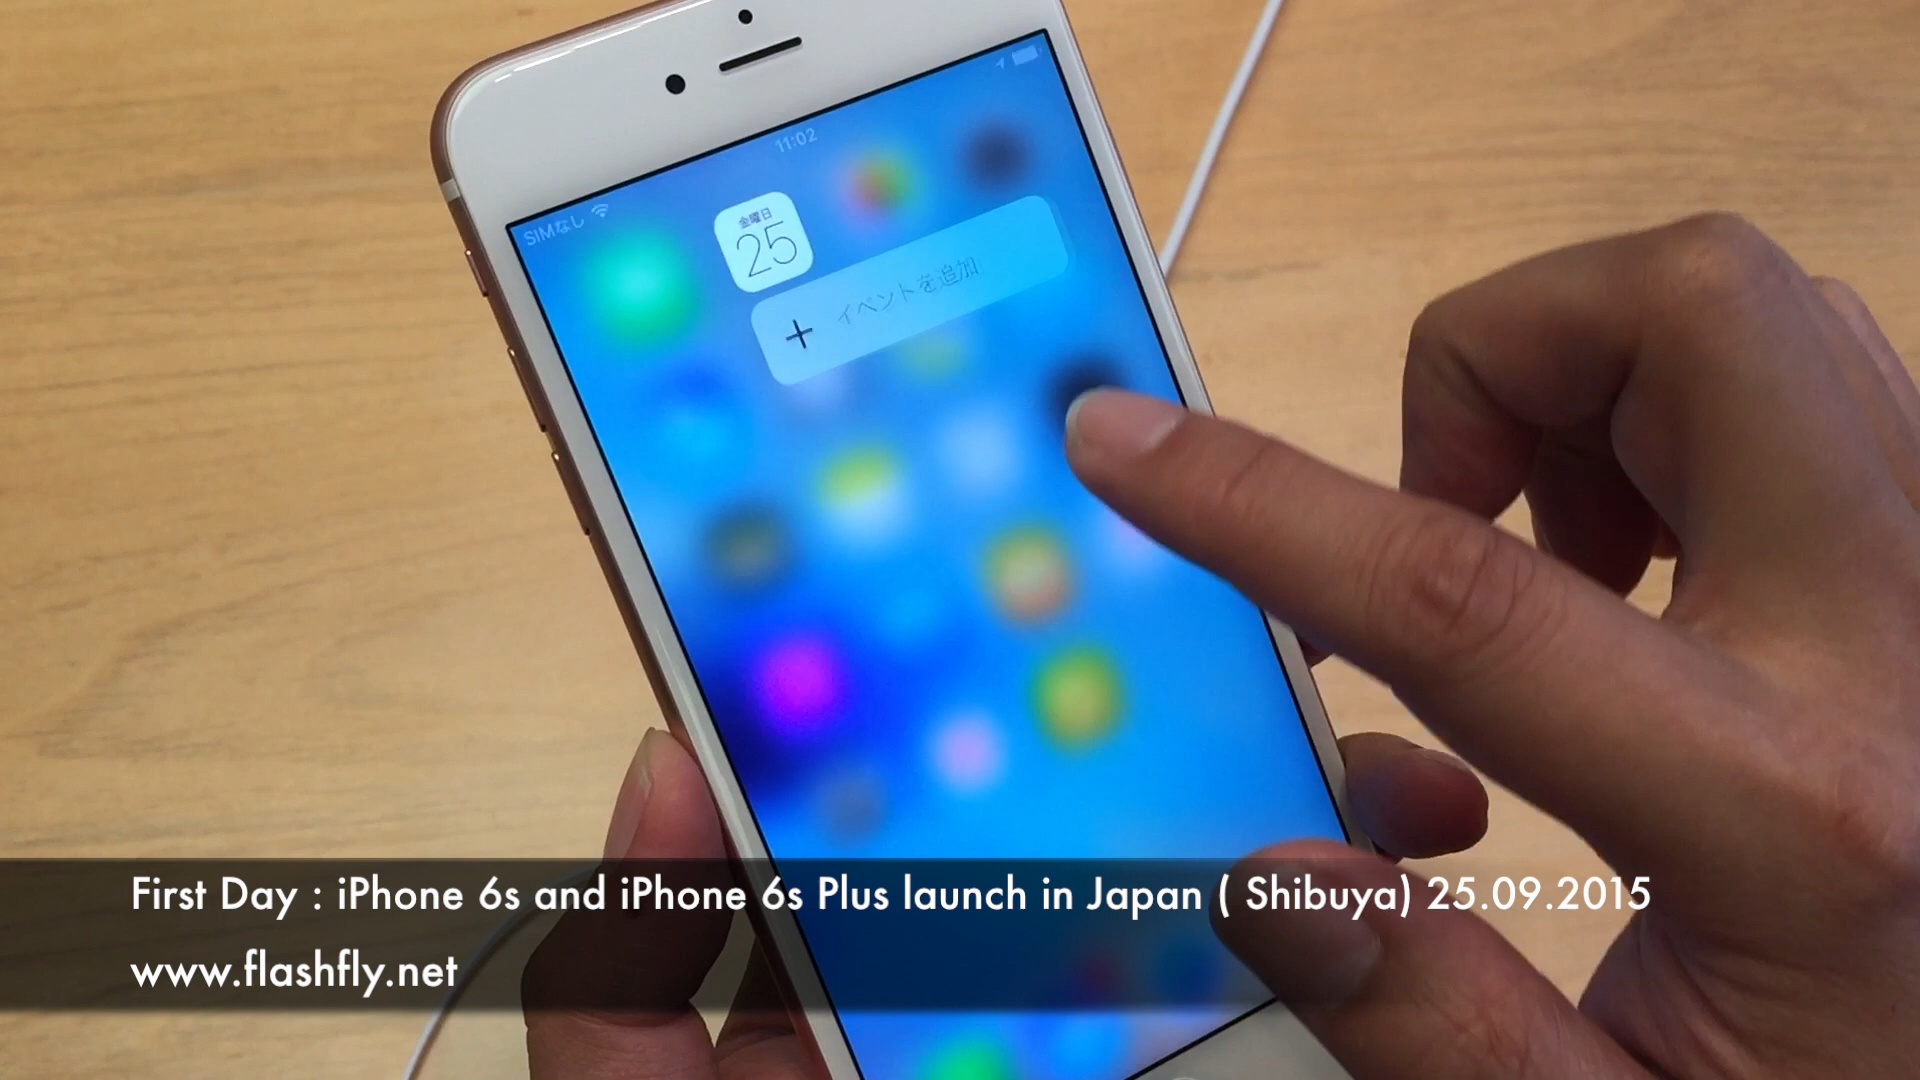 11:02
SIMなし
金曜日
25
+ イベントを追加
First Day : iPhone 6s and iPhone 6s Plus launch in Japan ( Shibuya) 25.09.2015
www.flashfly.net